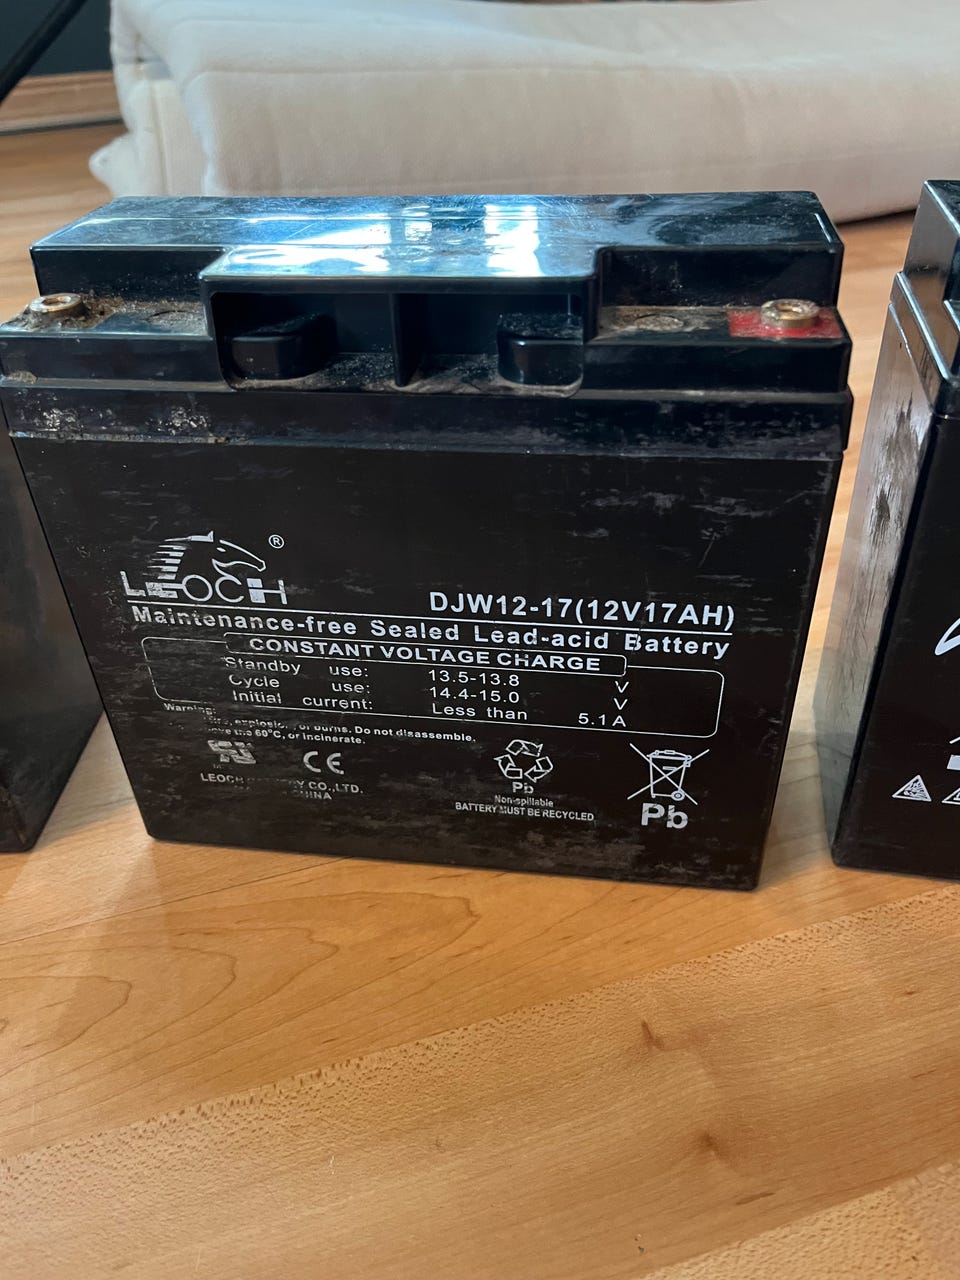 LEOCH ®
DJW12-17(12V17AH)
Maintenance-free Sealed Lead-acid Battery
CONSTANT VOLTAGE CHARGE
Standby use: 13.5-13.8 V
Cycle use: 14.4-15.0 V
Initial current: Less than 5.1A
Warning:
explosion, or burns. Do not disassemble.
60°C, or incinerate.
CE
LEOCH CO.,LTD.
Pb
Non-spillable
BATTERY MUST BE RECYCLED
Pb